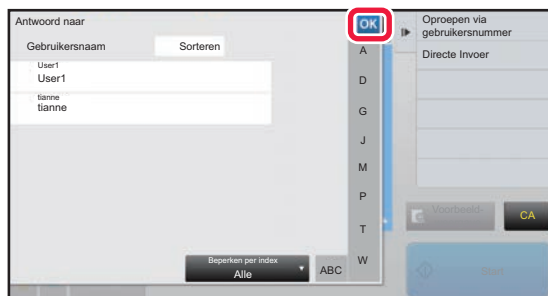 Antwoord naar
OK
Gebruikersnaam
Sorteren
User1
User1
tianne
tianne
A
D
G
J
M
P
T
W
Beperken per index
Alle
ABC
Oproepen via
gebruikersnummer
Directe Invoer
Voorbeeld-
CA
Start